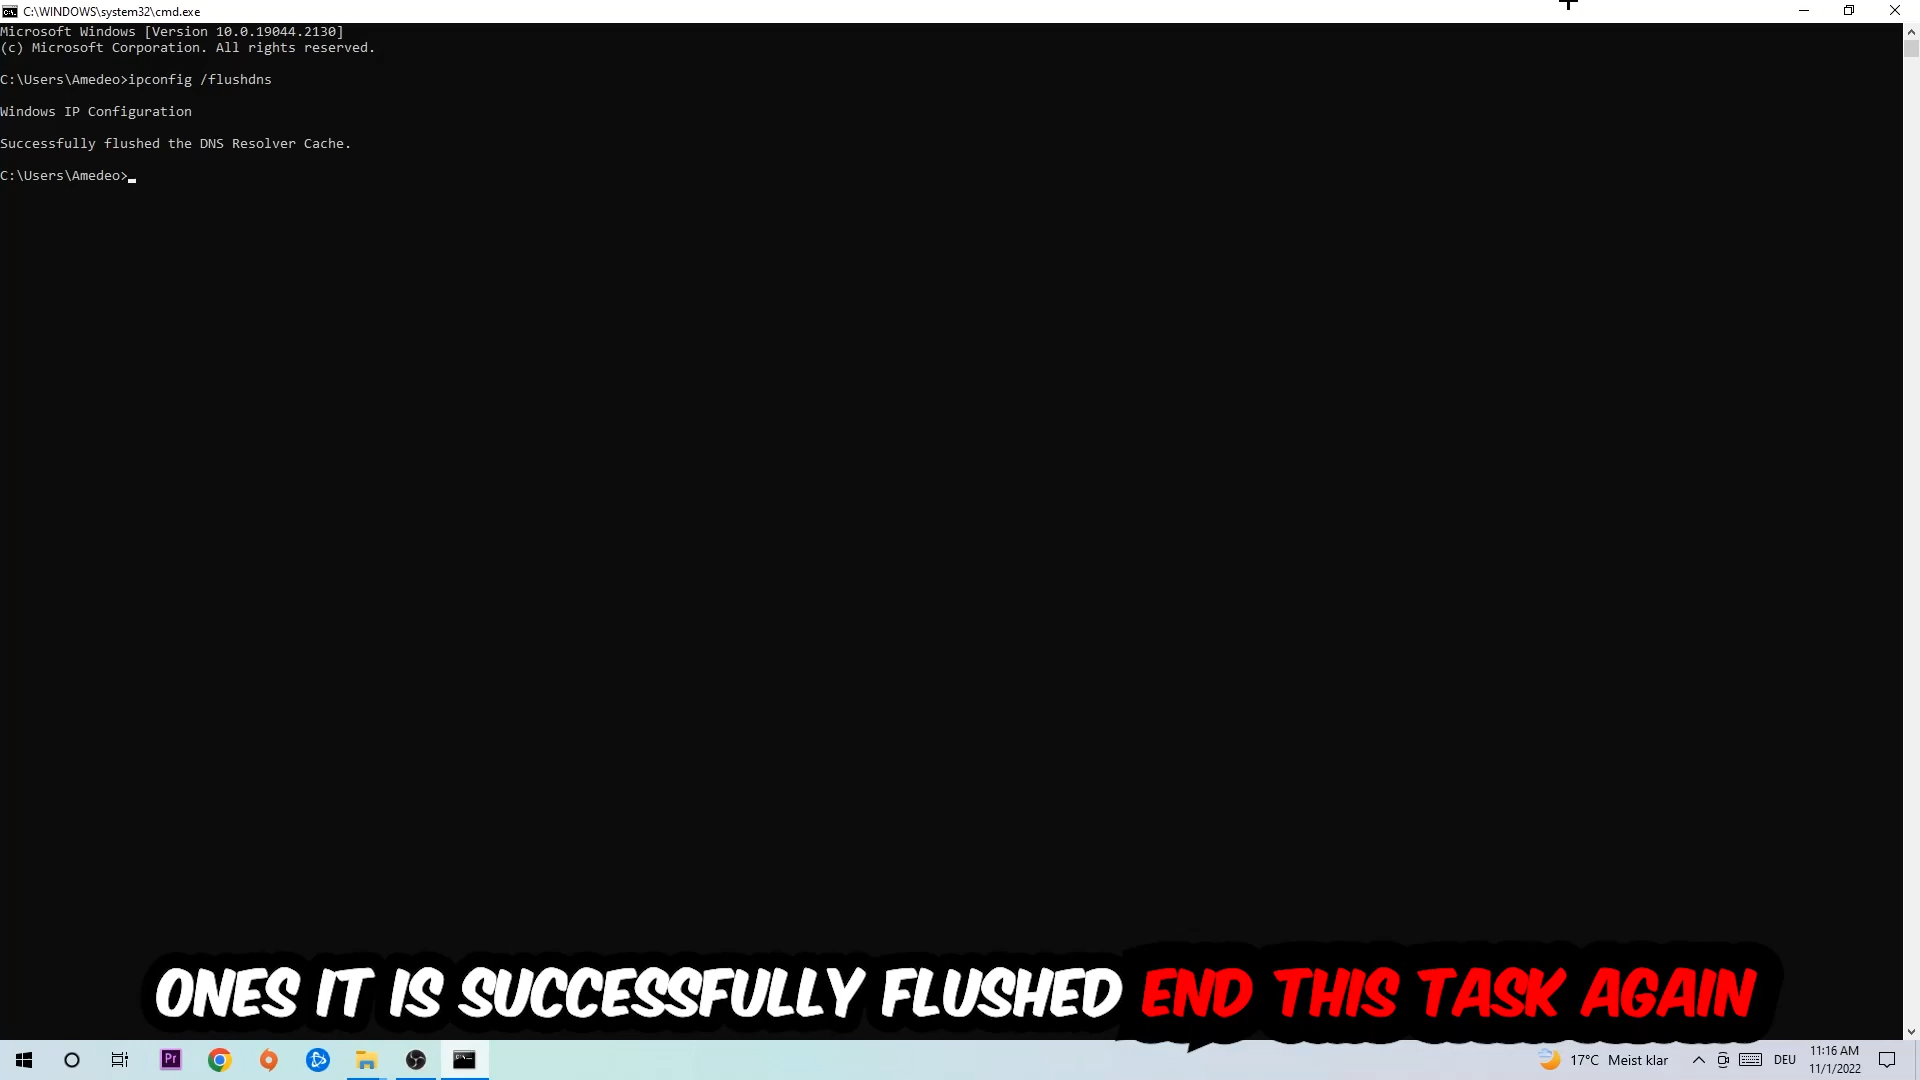 C:\WINDOWS\system32\cmd.exe
Microsoft Windows [Version 10.0.19044.2130]
(c) Microsoft Corporation. All rights reserved.
C:\Users\Amedeo>ipconfig /flushdns
Windows IP Configuration
Successfully flushed the DNS Resolver Cache.
C:\Users\Amedeo>
ONES IT IS SUCCESSFULLY FLUSHED END THIS TASK AGAIN
Pr
17°C Meist klar
DEU
11:16 AM
11/1/2022